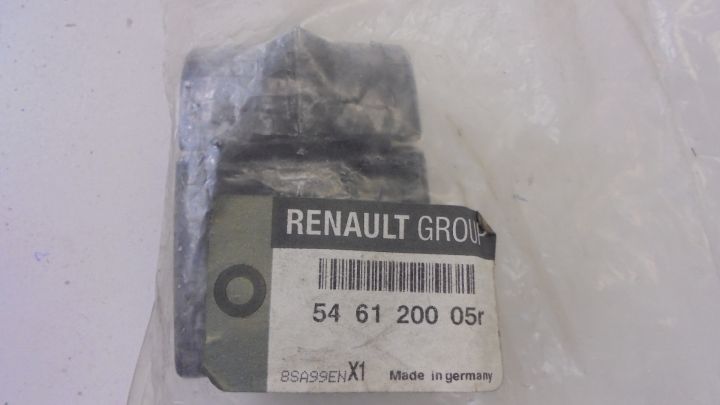 RENAULT GROUP
54 61 200 05r
8SA99EN X1 Made in germany